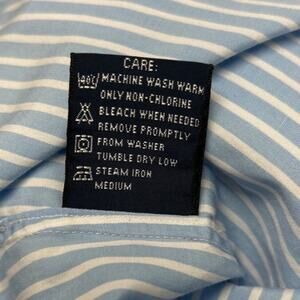 CARE:
40°C MACHINE WASH WARM
ONLY NON-CHLORINE
BLEACH WHEN NEEDED
REMOVE PROMPTLY
FROM WASHER
TUMBLE DRY LOW
STEAM IRON
MEDIUM